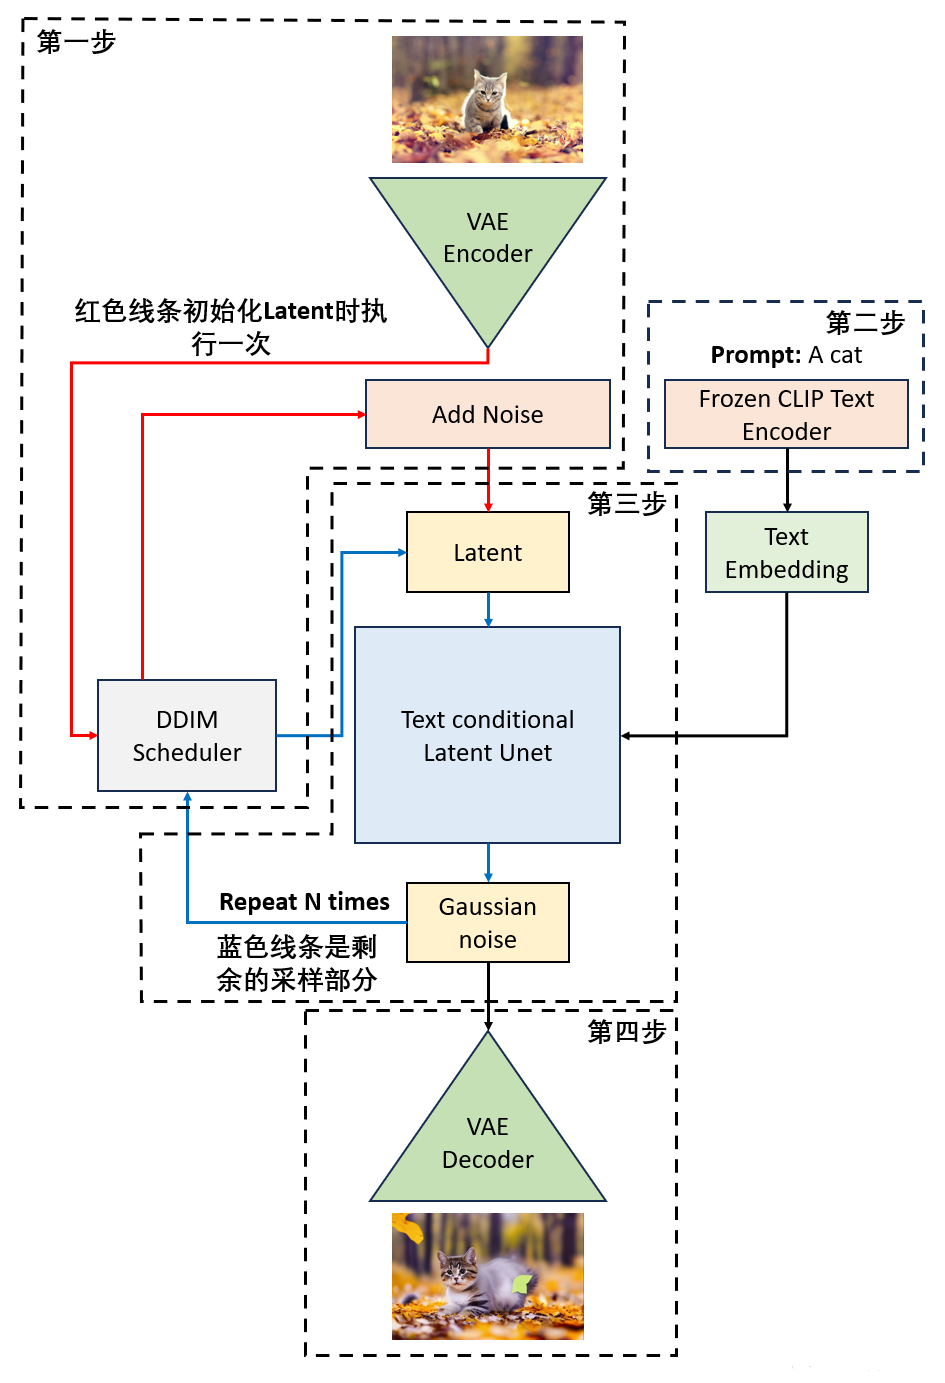 第一步
VAE
Encoder
红色线条初始化Latent时执
行一次
第二步
Prompt: A cat
Add Noise
Frozen CLIP Text
Encoder
第三步
Latent
Text
Embedding
DDIM
Scheduler
Text conditional
Latent Unet
Repeat N times
Gaussian
noise
蓝色线条是剩
余的采样部分
第四步
VAE
Decoder